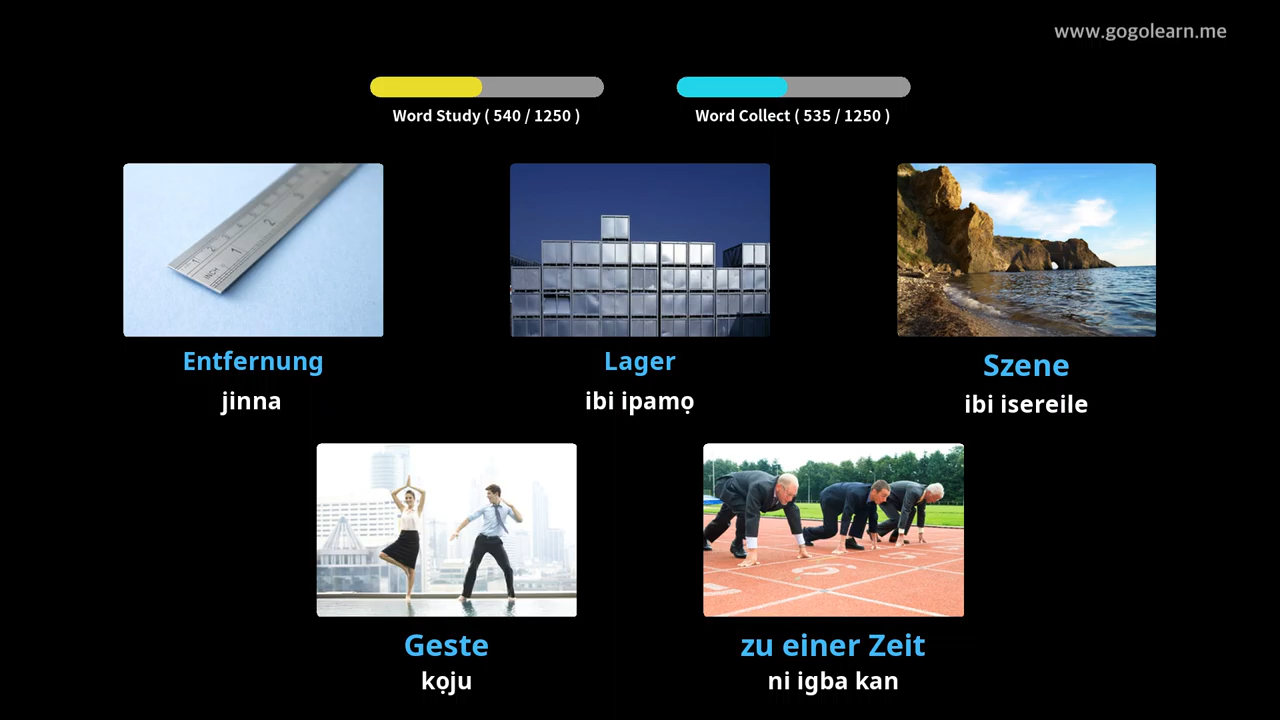 www.gogolearn.me
Word Study ( 540 / 1250 )
Word Collect ( 535 / 1250 )
Entfernung
jinna
Lager
ibi ipamọ
Szene
ibi isereile
Geste
kọju
zu einer Zeit
ni igba kan